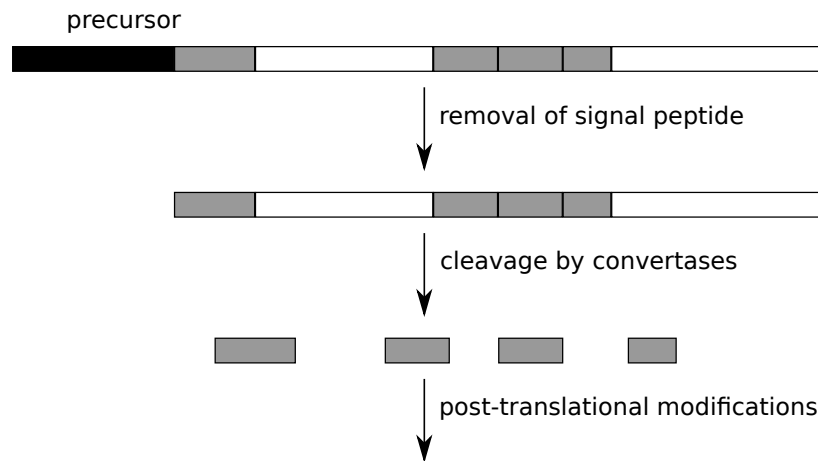 precursor
removal of signal peptide
cleavage by convertases
post-translational modifications